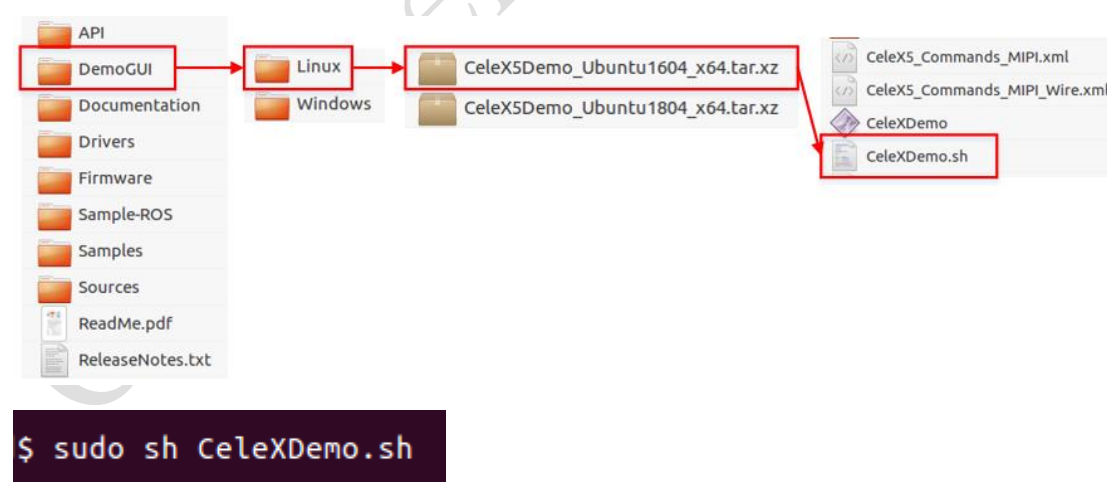 API
DemoGUI
Documentation
Drivers
Firmware
Sample-ROS
Samples
Sources
ReadMe.pdf
ReleaseNotes.txt
Linux
Windows
CeleX5Demo_Ubuntu1604_x64.tar.xz
CeleX5Demo_Ubuntu1804_x64.tar.xz
CeleX5_Commands_MIPI.xml
CeleX5_Commands_MIPI_Wire.xml
CeleXDemo
CeleXDemo.sh
$ sudo sh CeleXDemo.sh